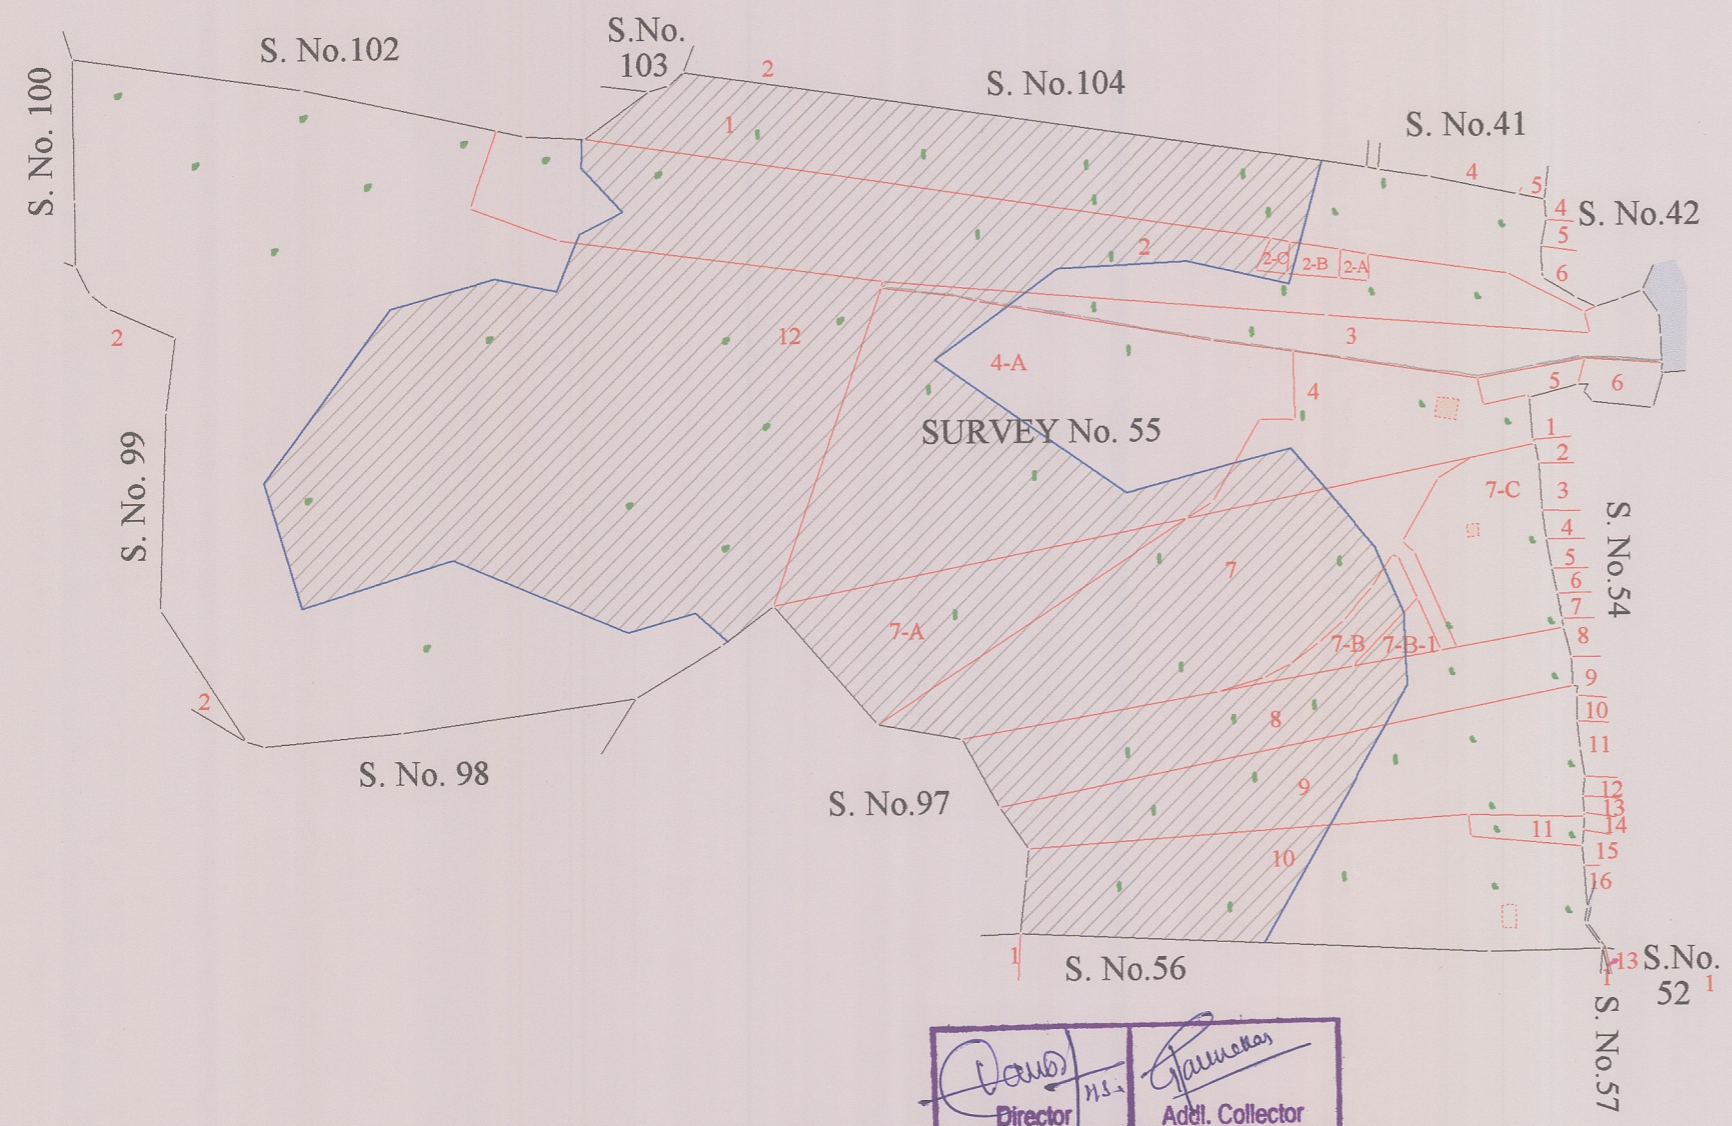 S. No.102
S.No.
103
2
S. No.104
S. No.41
S. No. 100
1
4
5
4
S. No.42
5
6
2
2-C
2-B
2-A
2
12
3
4-A
4
5
6
SURVEY No. 55
1
2
7-C
3
4
5
6
7
8
S. No.54
S. No. 99
7
7-A
7-B
7-B-1
9
10
2
8
11
S. No. 98
S. No.97
9
12
13
14
11
15
10
16
1
S. No.56
13
S.No.
52
1
1
S. No.57
Director
Addl. Collector